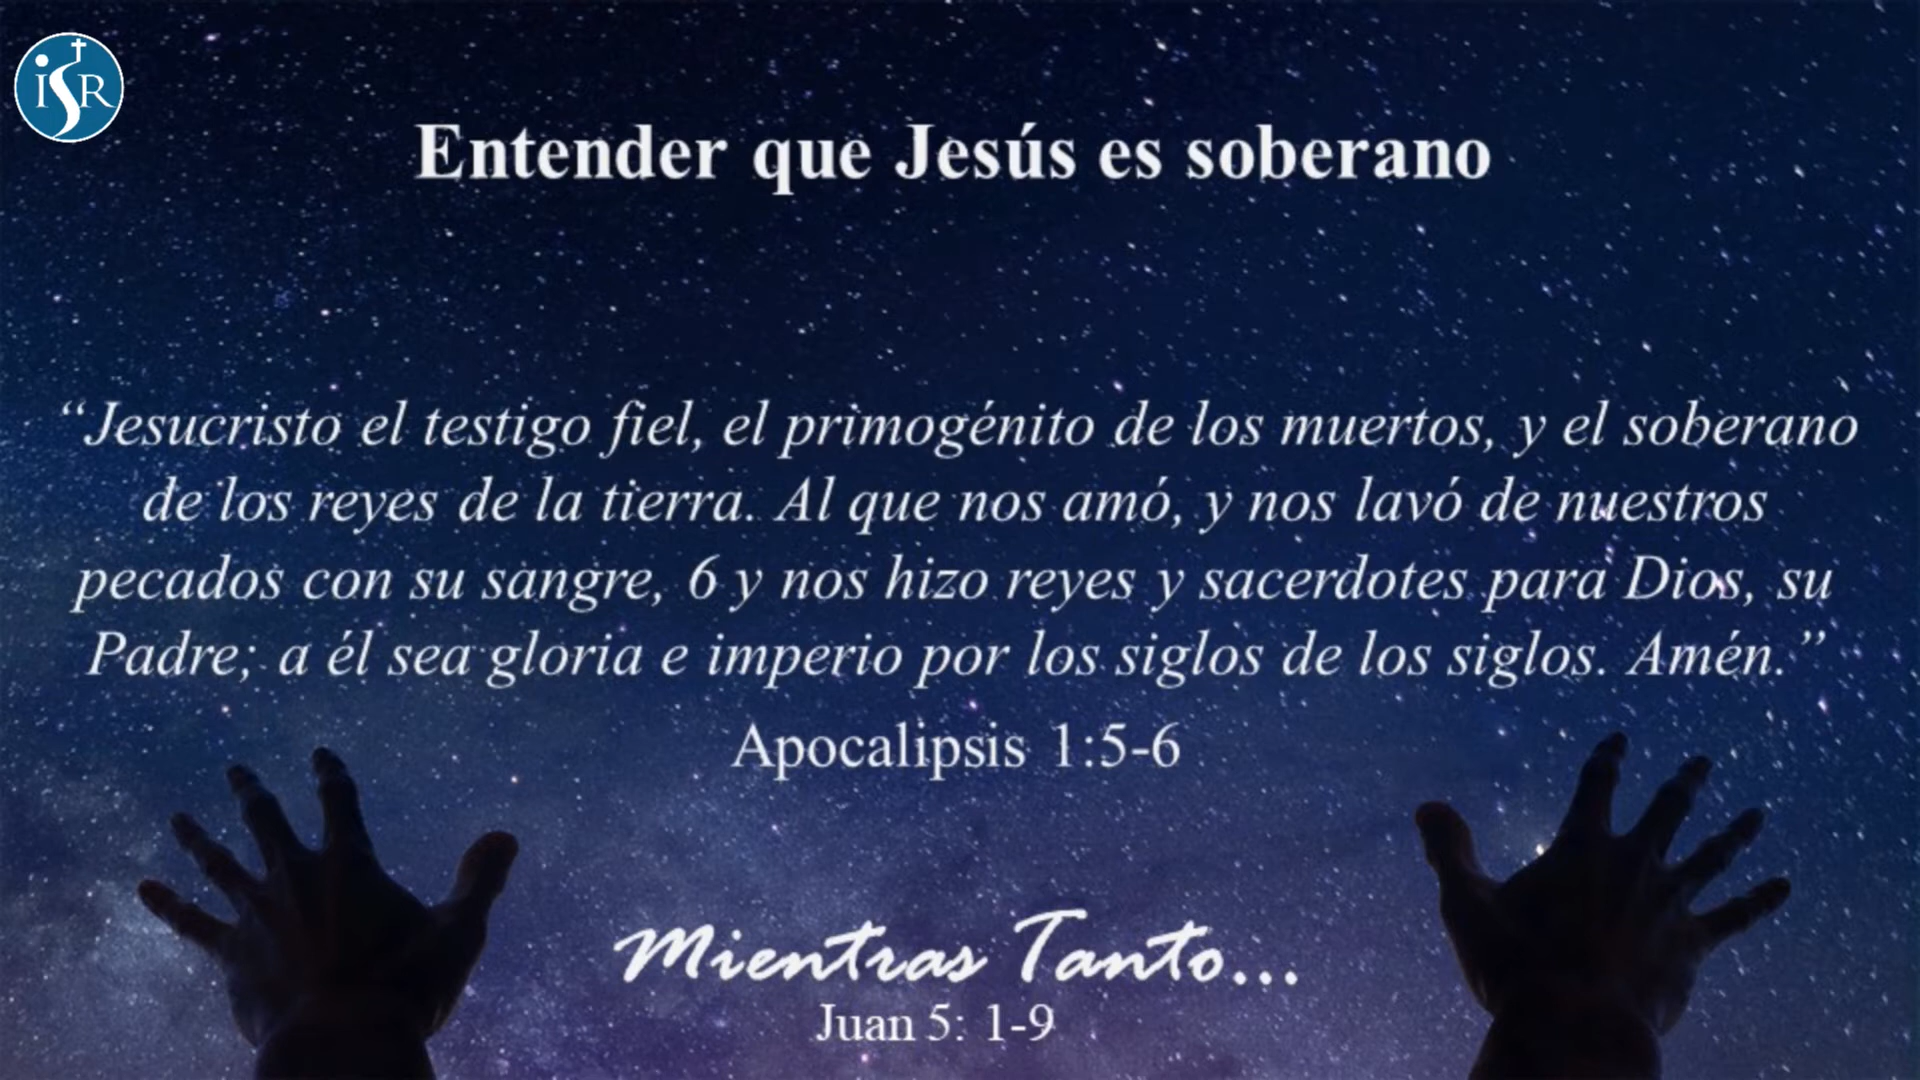 iSR
Entender que Jesús es soberano
“Jesucristo el testigo fiel, el primogénito de los muertos, y el soberano
de los reyes de la tierra. Al que nos amó, y nos lavó de nuestros
pecados con su sangre, 6 y nos hizo reyes y sacerdotes para Dios, su
Padre; a él sea gloria e imperio por los siglos de los siglos. Amén.”
Apocalipsis 1:5-6
Mientras Tanto...
Juan 5: 1-9